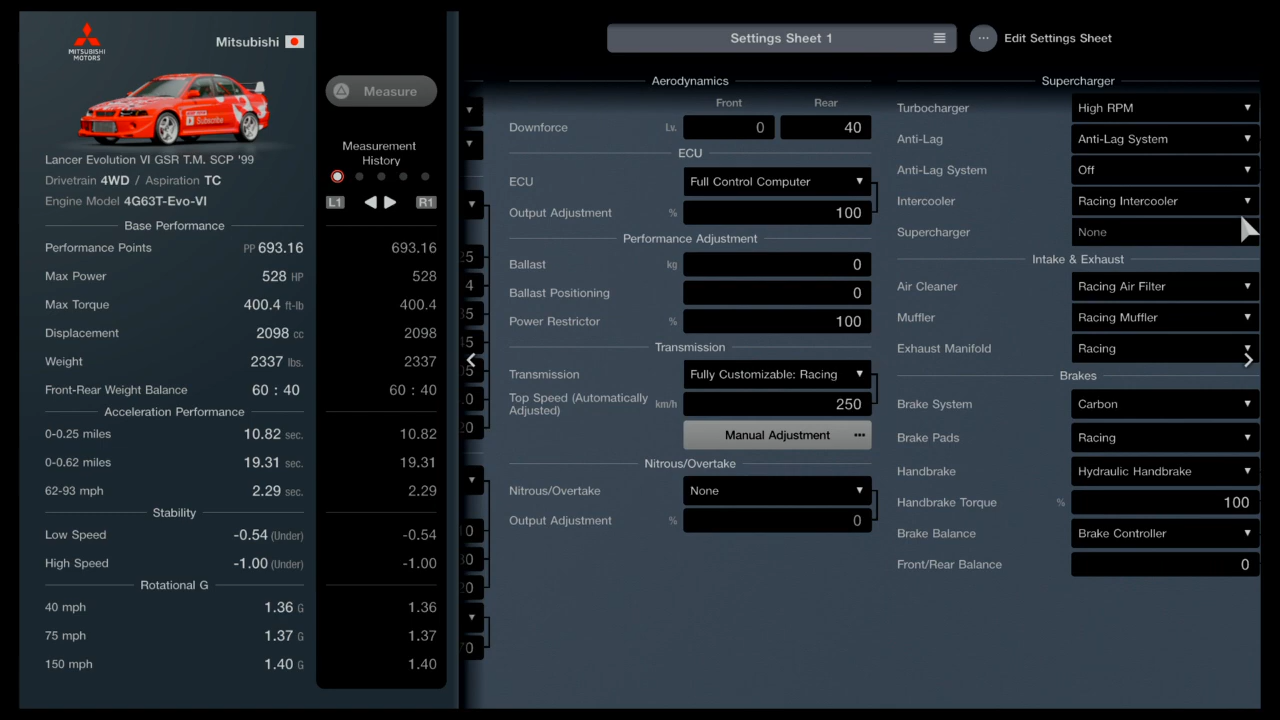 Settings Sheet 1
Edit Settings Sheet
MITSUBISHI
MOTORS
Mitsubishi
Subscribe
Lancer Evolution VI GSR T.M. SCP '99
Drivetrain 4WD / Aspiration TC
Engine Model 4G63T-Evo-VI
Base Performance
Performance Points PP 693.16
Max Power 528 HP
Max Torque 400.4 ft-lb
Displacement 2098 cc
Weight 2337 lbs.
Front-Rear Weight Balance 60 : 40
Acceleration Performance
0-0.25 miles 10.82 sec.
0-0.62 miles 19.31 sec.
62-93 mph 2.29 sec.
Stability
Low Speed -0.54 (Under)
High Speed -1.00 (Under)
Rotational G
40 mph 1.36 G
75 mph 1.37 G
150 mph 1.40 G
Measure
Measurement
History
L1 R1
693.16
528
400.4
2098
2337
60 : 40
10.82
19.31
2.29
-0.54
-1.00
1.36
1.37
1.40
Aerodynamics
Front Rear
Downforce Lv. 0 40
ECU
ECU Full Control Computer
Output Adjustment % 100
Performance Adjustment
Ballast kg 0
Ballast Positioning 0
Power Restrictor % 100
Transmission
Transmission Fully Customizable: Racing
Top Speed (Automatically
Adjusted) km/h 250
Manual Adjustment
Nitrous/Overtake
Nitrous/Overtake None
Output Adjustment % 0
Supercharger
Turbocharger High RPM
Anti-Lag Anti-Lag System
Anti-Lag System Off
Intercooler Racing Intercooler
Supercharger None
Intake & Exhaust
Air Cleaner Racing Air Filter
Muffler Racing Muffler
Exhaust Manifold Racing
Brakes
Brake System Carbon
Brake Pads Racing
Handbrake Hydraulic Handbrake
Handbrake Torque % 100
Brake Balance Brake Controller
Front/Rear Balance 0